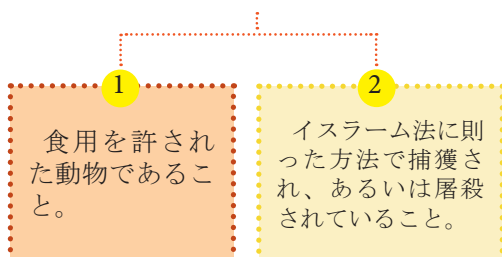 1
食用を許され
た動物であるこ
と。
2
イスラーム法に則
った方法で捕獲さ
れ、あるいは屠殺
されていること。